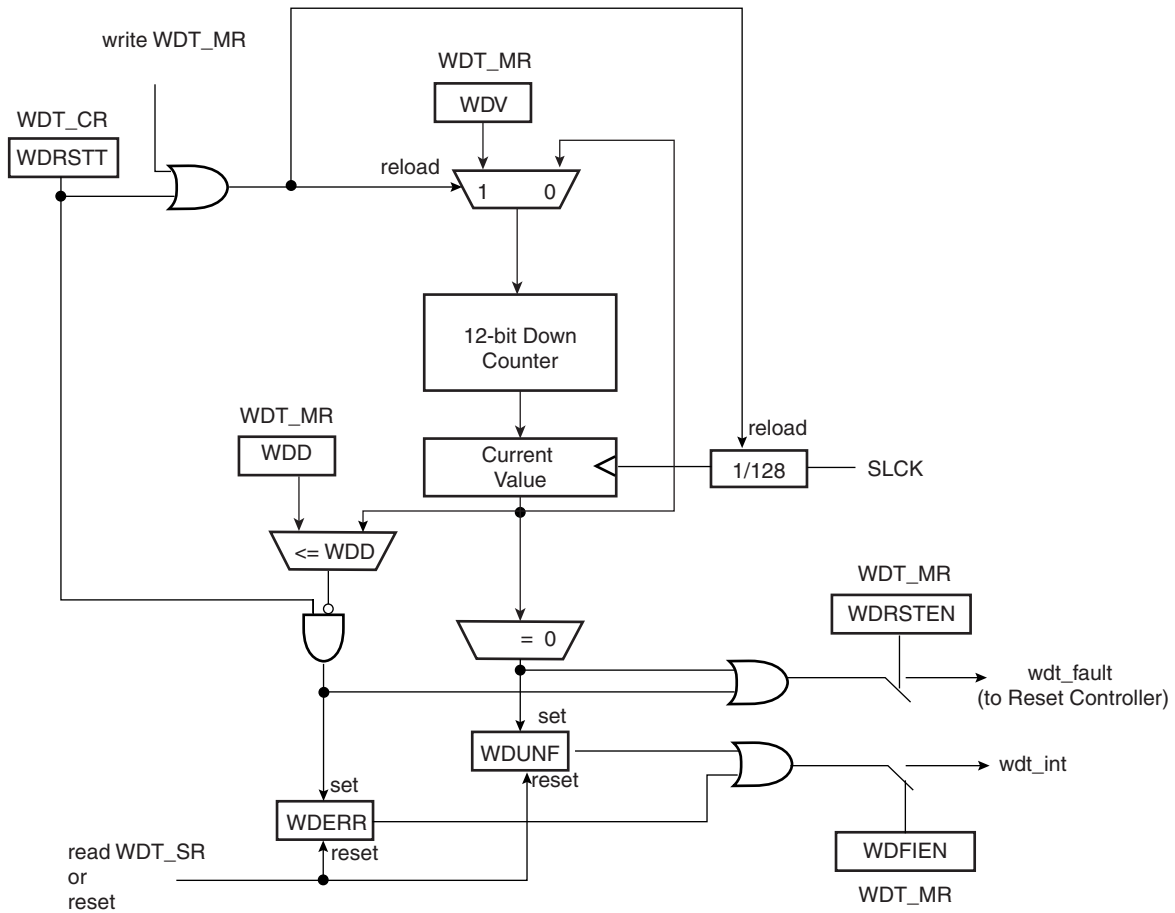 write WDT_MR
WDT_MR
WDV
WDT_CR
WDRSTT
reload
1 0
12-bit Down
Counter
WDT_MR
WDD
Current
Value
reload
1/128
SLCK
<= WDD
= 0
WDT_MR
WDRSTEN
wdt_fault
(to Reset Controller)
set
WDUNF
reset
wdt_int
set
WDERR
reset
WDFIEN
WDT_MR
read WDT_SR
or
reset